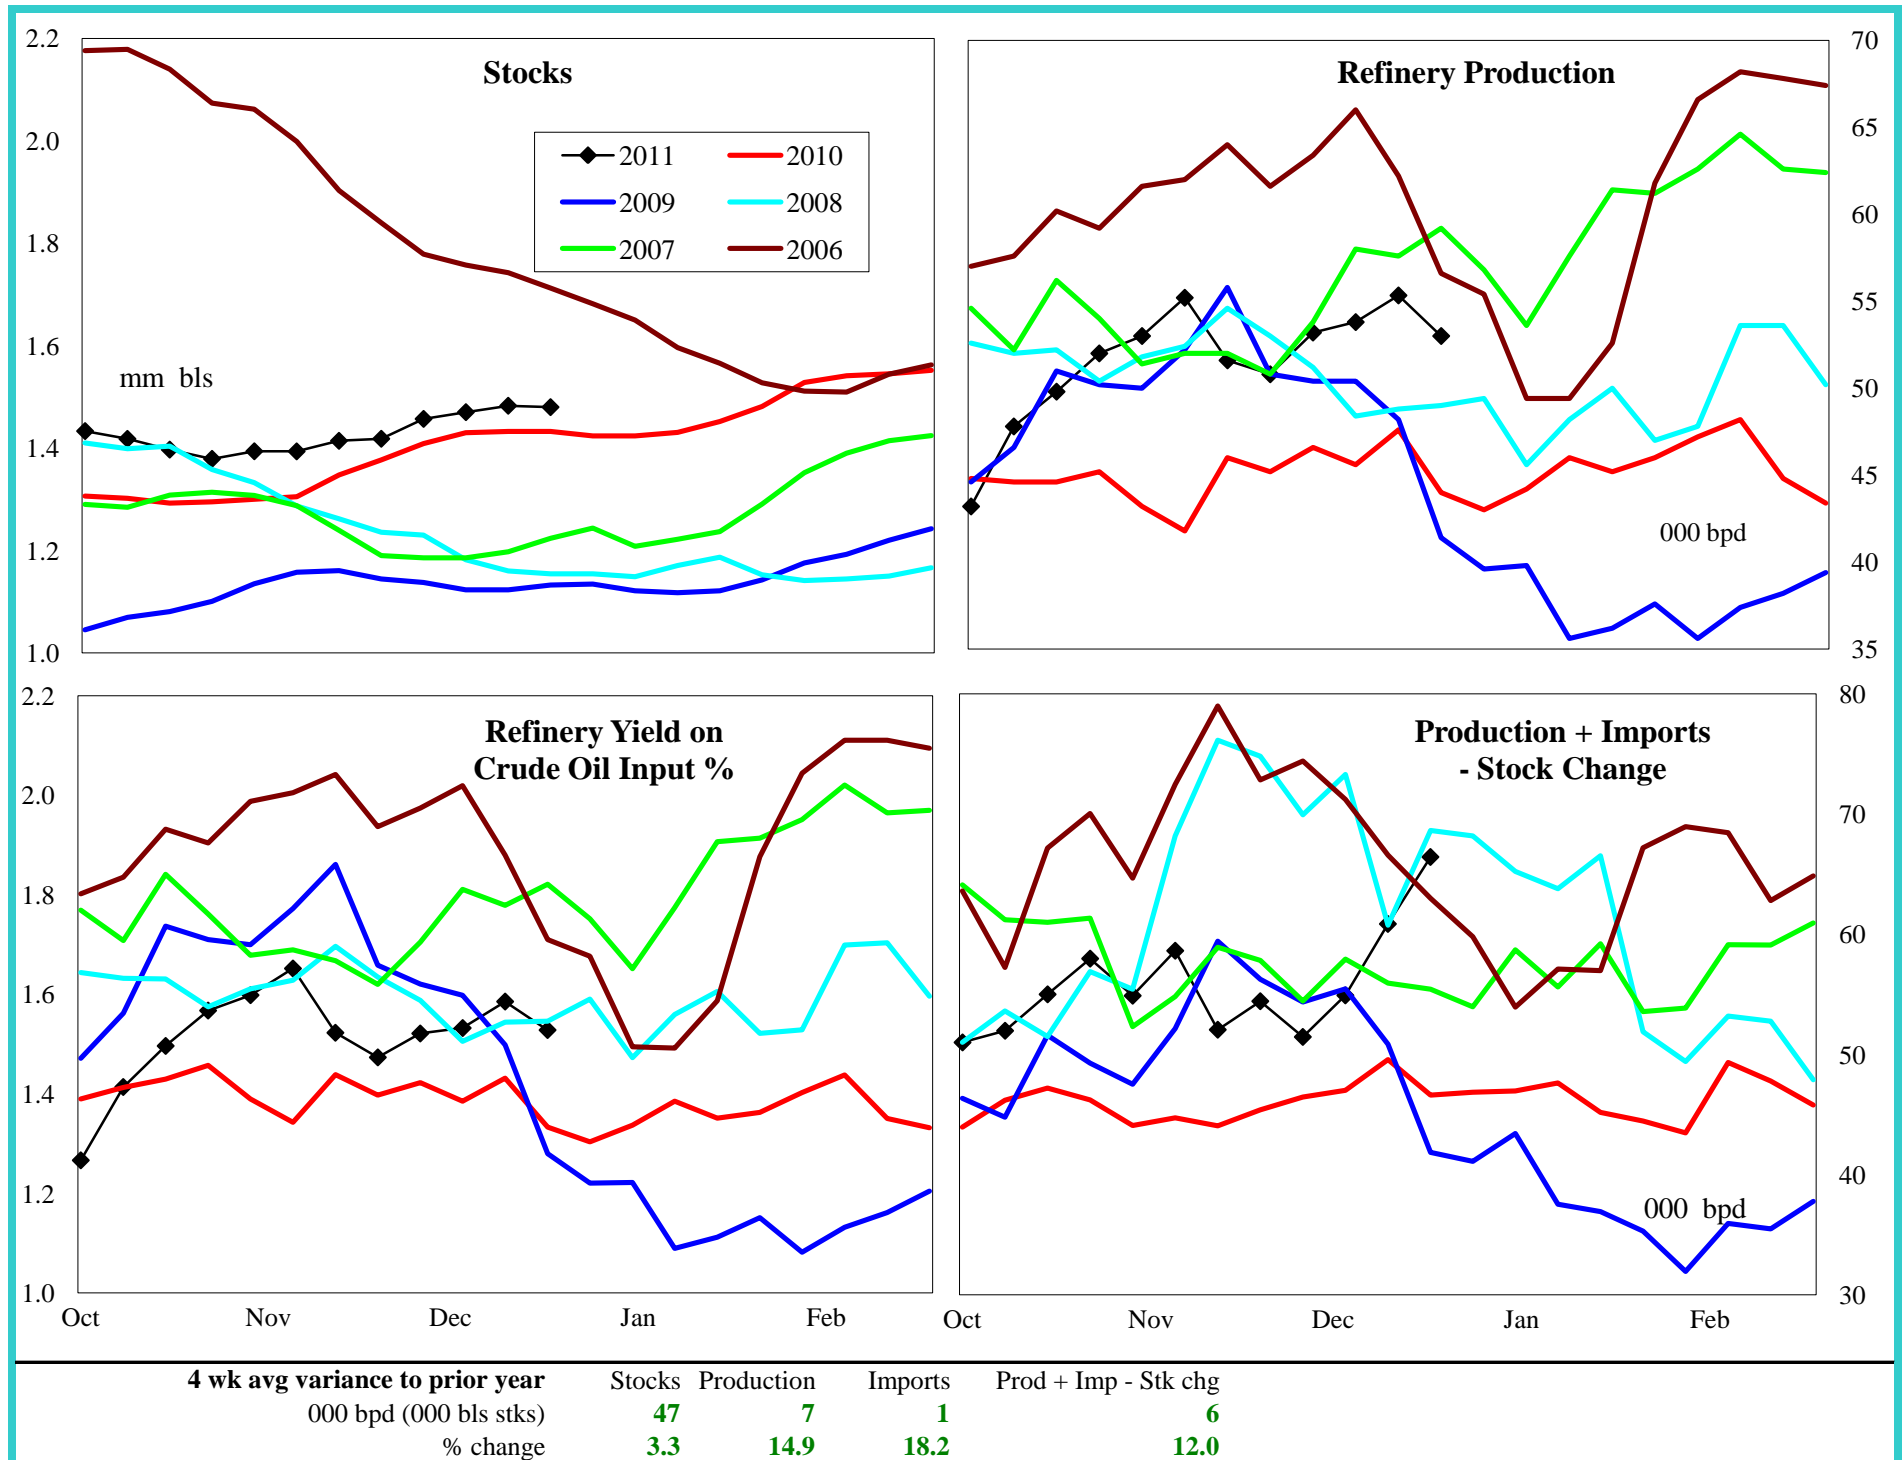 Stocks
2.2
2.0
1.8
1.6
1.4
1.2
1.0
mm bls
2011 2010
2009 2008
2007 2006
Refinery Production
70
65
60
55
50
45
40
35
000 bpd
Refinery Yield on
Crude Oil Input %
2.2
2.0
1.8
1.6
1.4
1.2
1.0
Oct Nov Dec Jan Feb
Production + Imports
- Stock Change
80
70
60
50
40
30
000 bpd
Oct Nov Dec Jan Feb
4 wk avg variance to prior year Stocks Production Imports Prod + Imp - Stk chg
000 bpd (000 bls stks) 47 7 1 6
% change 3.3 14.9 18.2 12.0